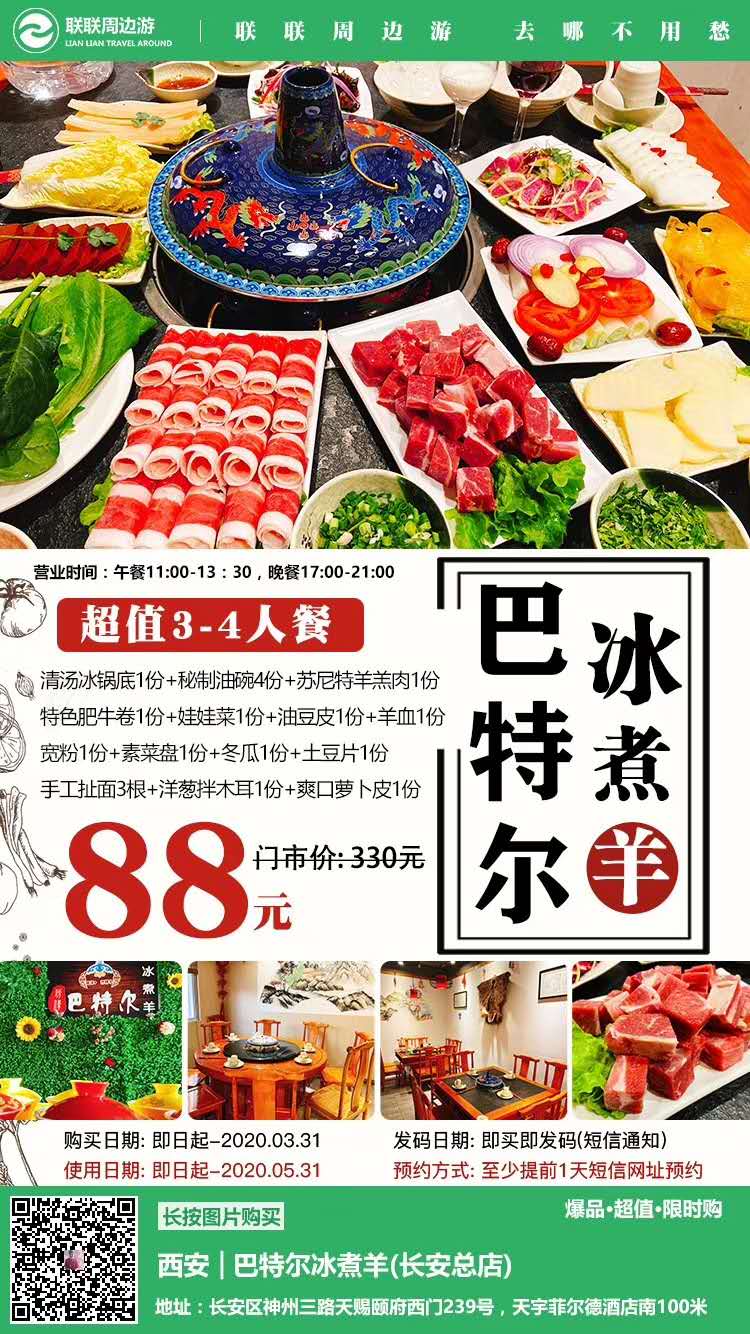 联联周边游
LIAN LIAN TRAVEL AROUND
联联周边游 去哪不用愁
营业时间：午餐11:00-13：30，晚餐17:00-21:00
超值3-4人餐
清汤冰锅底1份+秘制油碗4份+苏尼特羊羔肉1份
特色肥牛卷1份+娃娃菜1份+油豆皮1份+羊血1份
宽粉1份+素菜盘1份+冬瓜1份+土豆片1份
手工扯面3根+洋葱拌木耳1份+爽口萝卜皮1份
88元
门市价: 330元
巴特尔
冰煮羊
巴特尔
冰煮羊
购买日期: 即日起-2020.03.31
发码日期: 即买即发码(短信通知)
使用日期: 即日起-2020.05.31
预约方式: 至少提前1天短信网址预约
长按图片购买
爆品·超值·限时购
西安 | 巴特尔冰煮羊(长安总店)
地址：长安区神州三路天赐颐府西门239号，天宇菲尔德酒店南100米